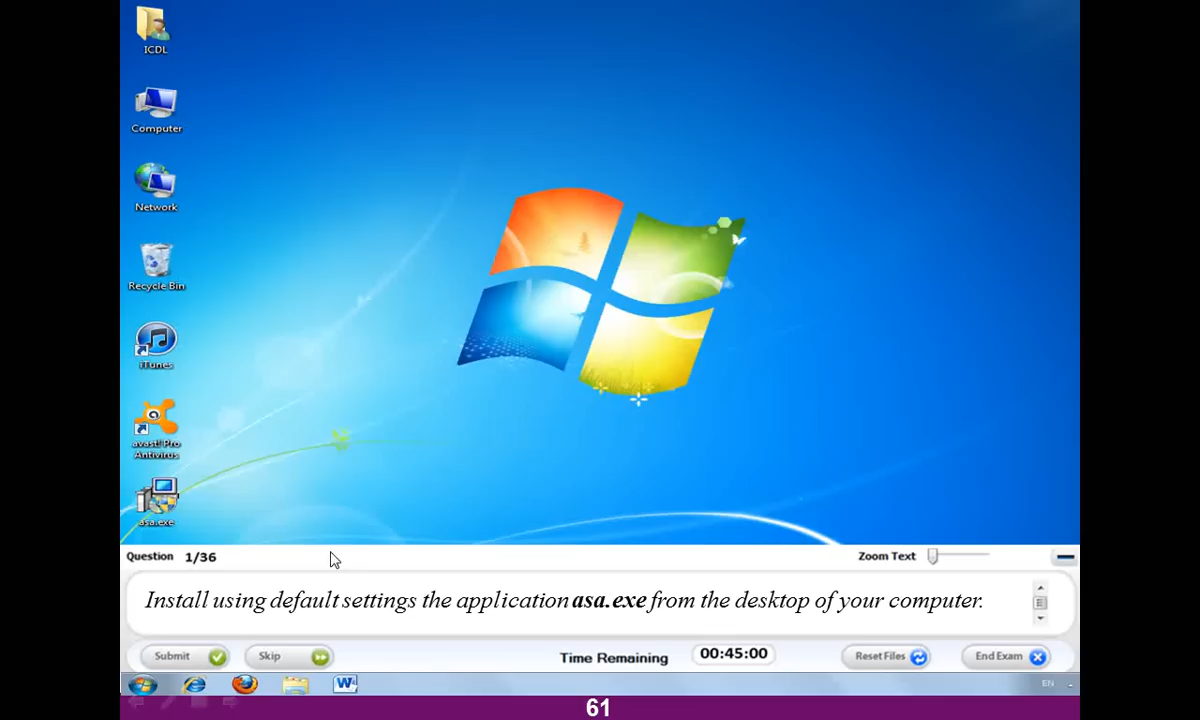 ICDL
Computer
Network
Recycle Bin
iTunes
avast! Pro
Antivirus
asa.exe
Question 1/36
Zoom Text
Install using default settings the application asa.exe from the desktop of your computer.
Submit
Skip
Time Remaining
00:45:00
Reset Files
End Exam
EN
61